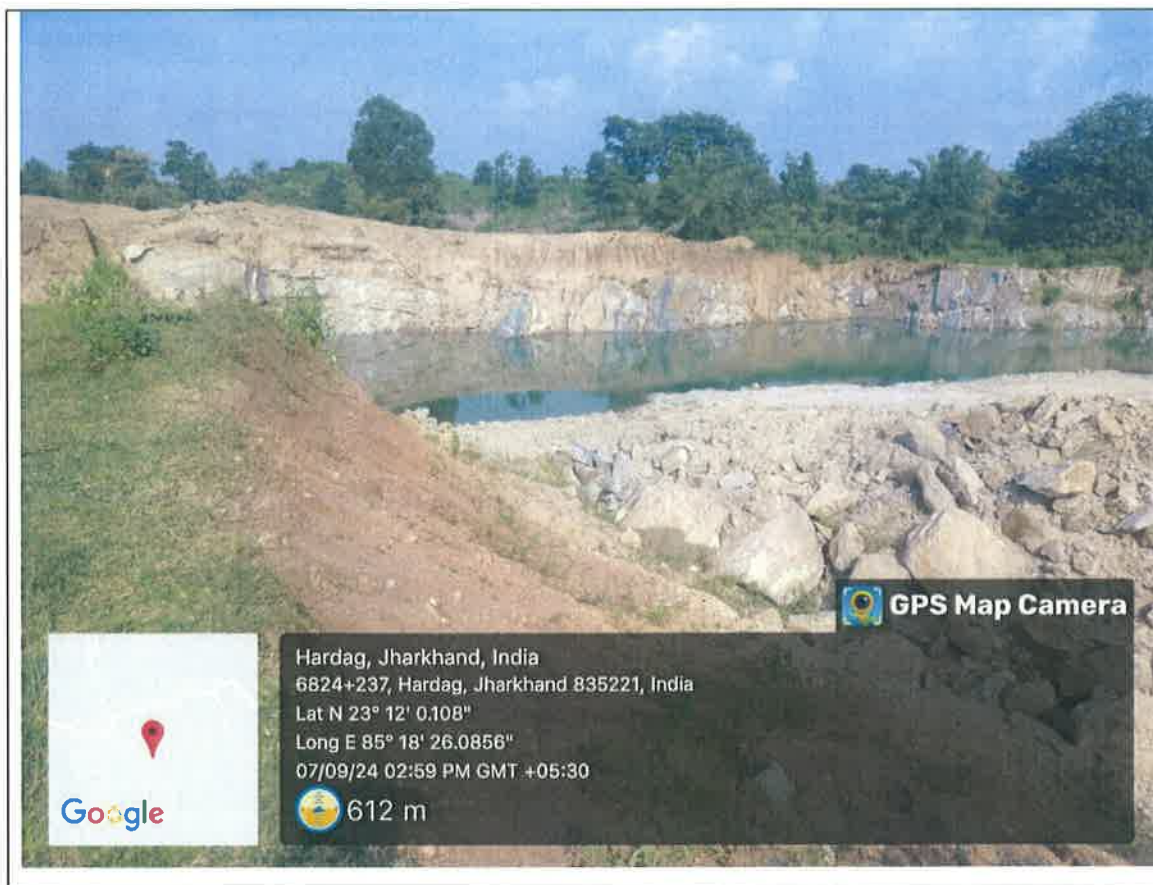 GPS Map Camera
Hardag, Jharkhand, India
6824+237, Hardag, Jharkhand 835221, India
Lat N 23° 12' 0.108"
Long E 85° 18' 26.0856"
07/09/24 02:59 PM GMT +05:30
612 m
Google